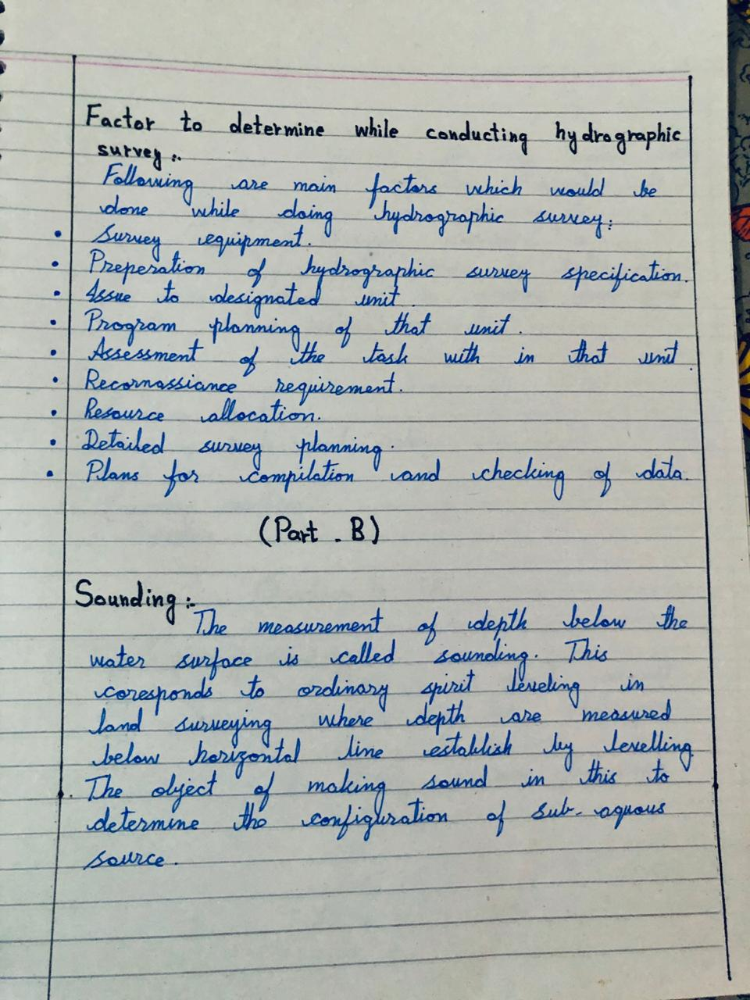 Factor to determine while conducting hydrographic
survey :-
Following are main factors which would be
done while doing hydrographic survey :
• Survey equipment.
• Preperation of hydrographic survey specification.
• Issue to designated unit.
• Program planning of that unit.
• Assessment of the task with in that unit.
• Recornassiance requirement.
• Resource allocation.
• Detailed survey planning.
• Plans for compilation and checking of data.
(Part - B)
Sounding :-
The measurement of depth below the
water surface is called sounding. This
coresponds to ordinary spirit leveling in
land surveying where depth are measured
below horizontal line establish by levelling.
The object of making sound in this to
determine the configuration of sub-aquous
source.